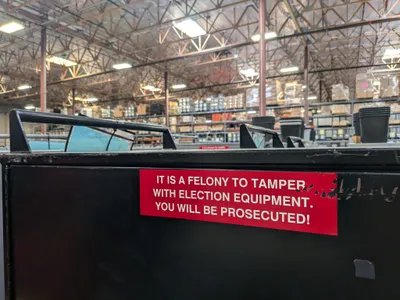 IT IS A FELONY TO TAMPER
WITH ELECTION EQUIPMENT.
YOU WILL BE PROSECUTED!